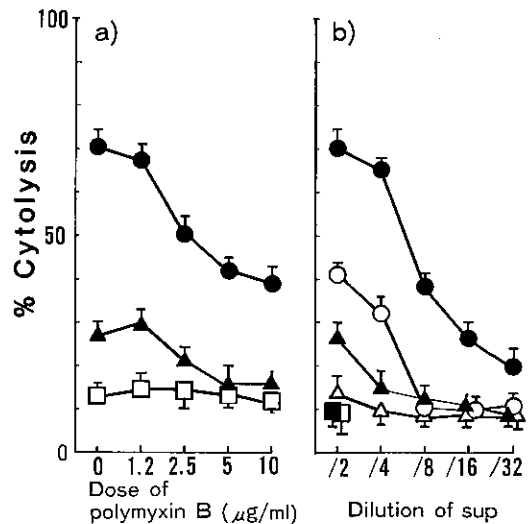 100
a)
b)
% Cytolysis
50
0
0 1.2 2.5 5 10
/2 /4 /8 /16 /32
Dose of
polymyxin B (μg/ml)
Dilution of sup